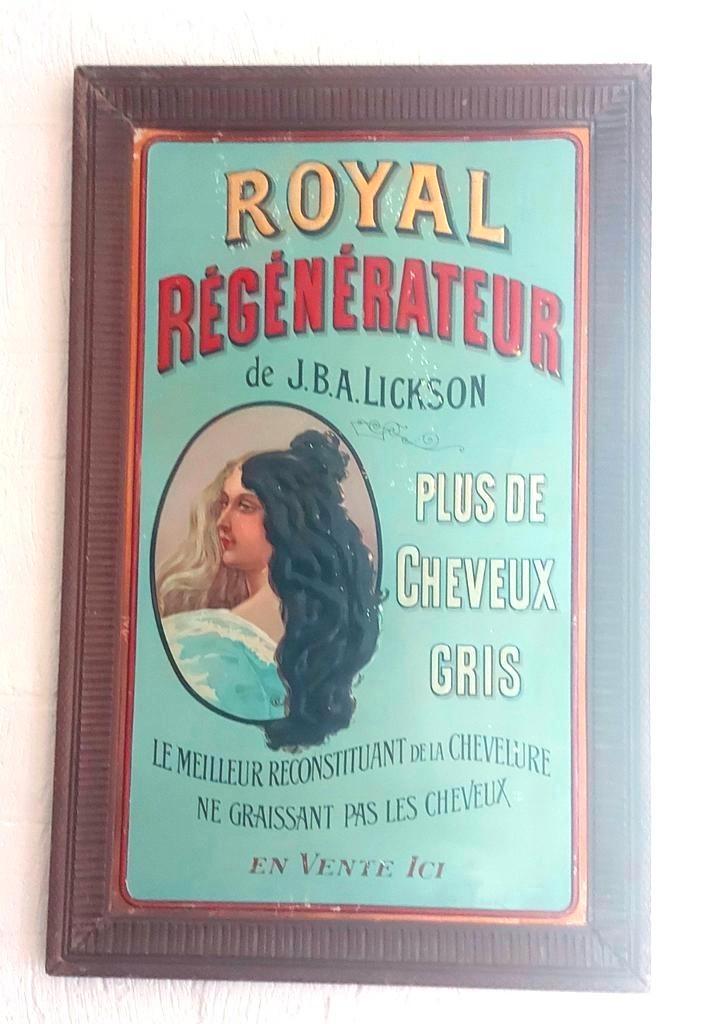 ROYAL
RÉGÉNÉRATEUR
de J.B.A. LICKSON
PLUS DE
CHEVEUX
GRIS
LE MEILLEUR RECONSTITUANT DE LA CHEVELURE
NE GRAISSANT PAS LES CHEVEUX
EN VENTE ICI